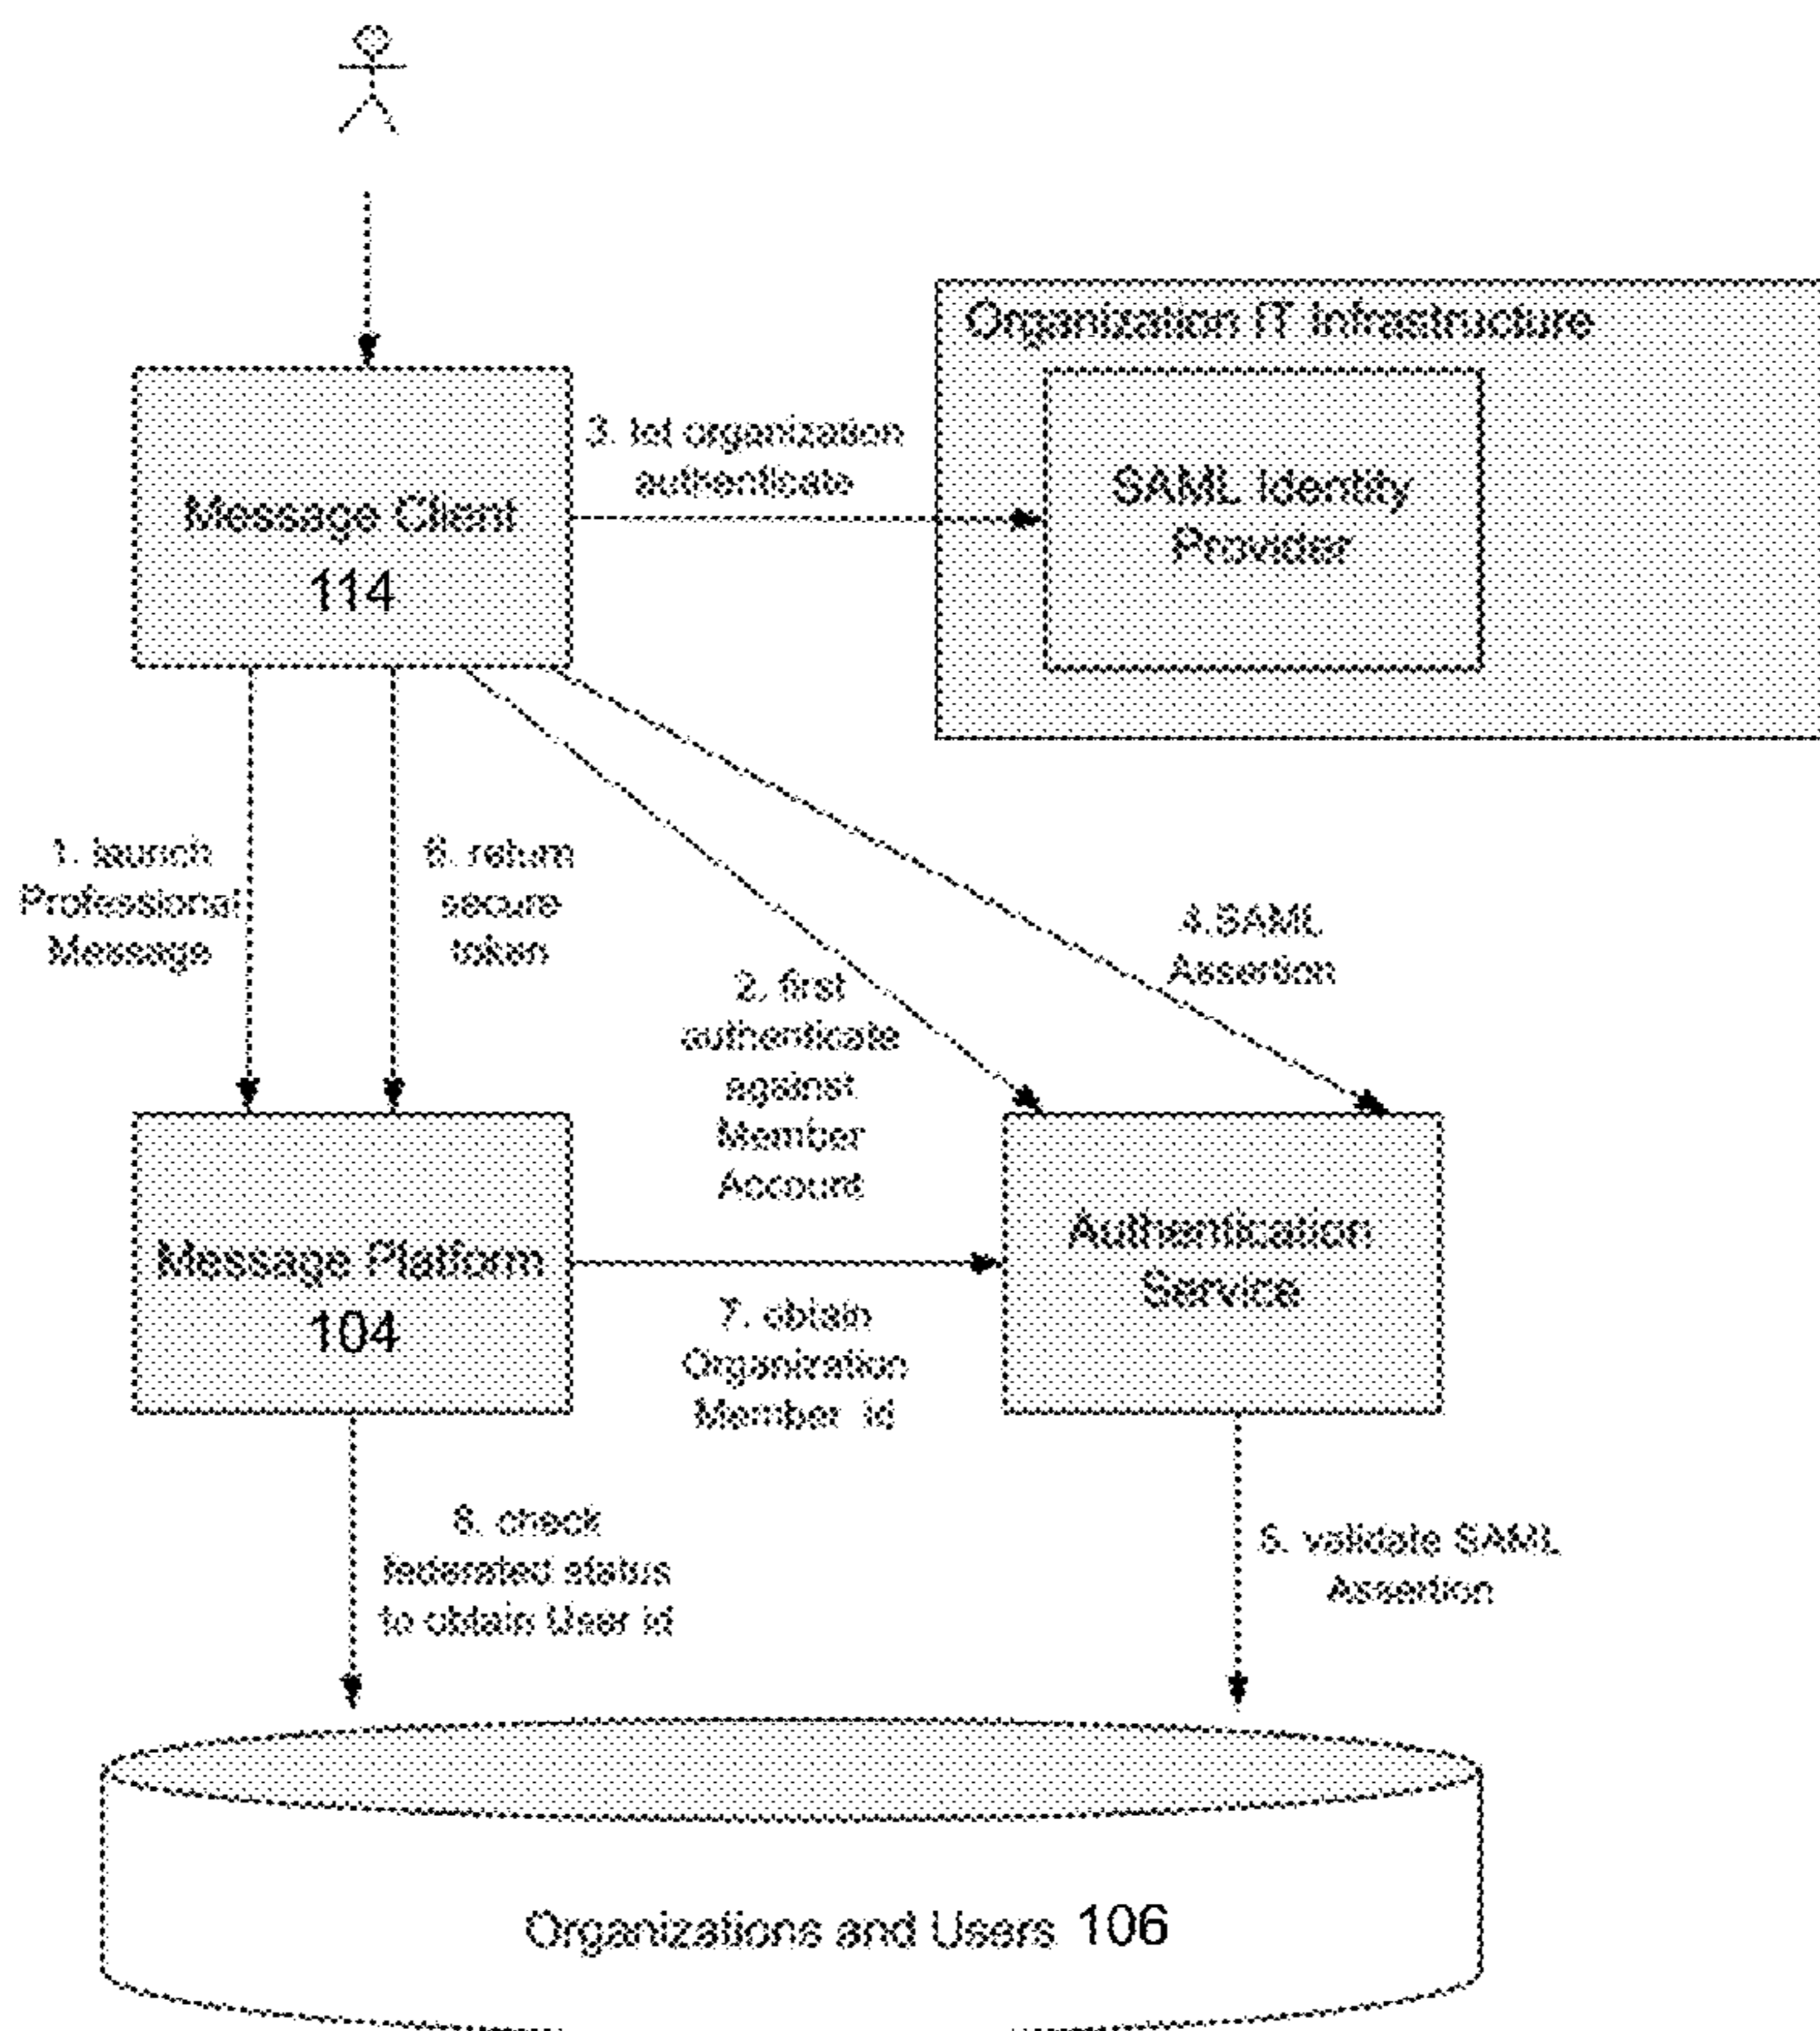 Organization IT Infrastructure
3. let organization
authenticate
SAML Identity
Provider
Message Client
114
1. launch
Professional
Message
6. return
secure
token
4.SAML
Assertion
2. first
authenticate
against
Member
Account
Message Platform
104
Authentication
Service
7. obtain
Organization
Member id
8. check
federated status
to obtain User id
5. validate SAML
Assertion
Organizations and Users 106